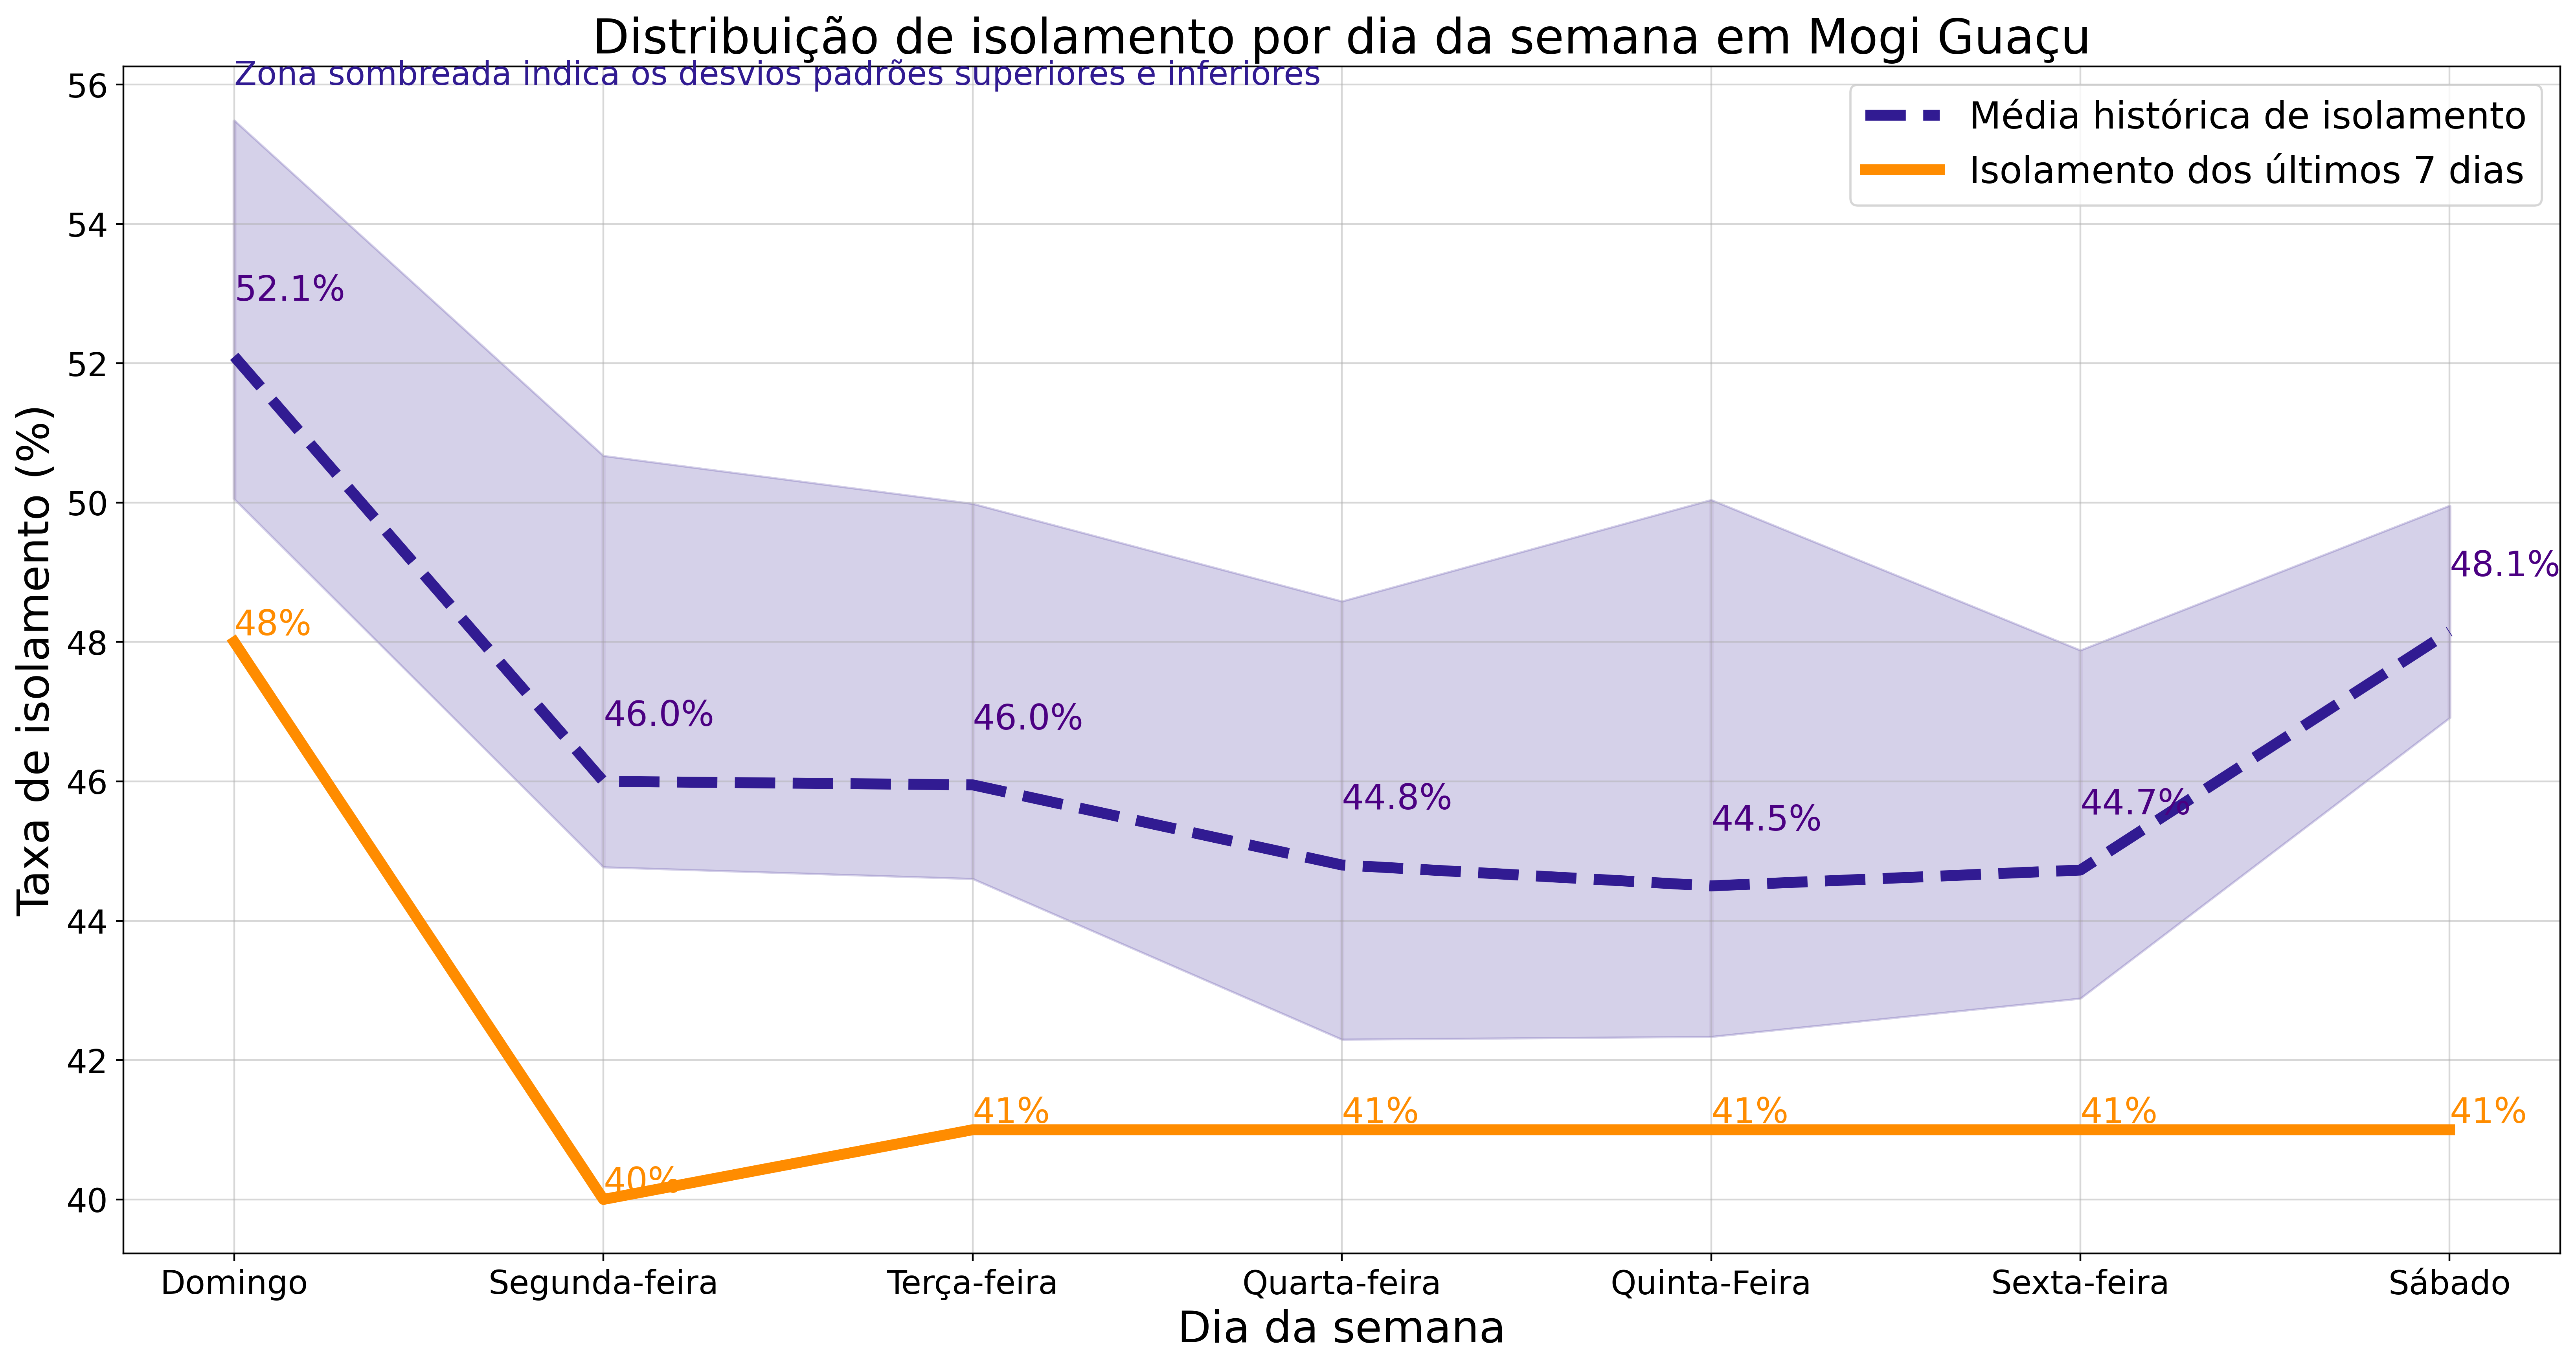 Distribuição de isolamento por dia da semana em Mogi Guaçu
Zona sombreada indica os desvios padrões superiores e inferiores
Média histórica de isolamento
Isolamento dos últimos 7 dias
Taxa de isolamento (%)
56
54
52
50
48
46
44
42
40
52.1%
46.0%
46.0%
44.8%
44.5%
44.7%
48.1%
48%
40%
41%
41%
41%
41%
41%
Domingo
Segunda-feira
Terça-feira
Quarta-feira
Quinta-Feira
Sexta-feira
Sábado
Dia da semana